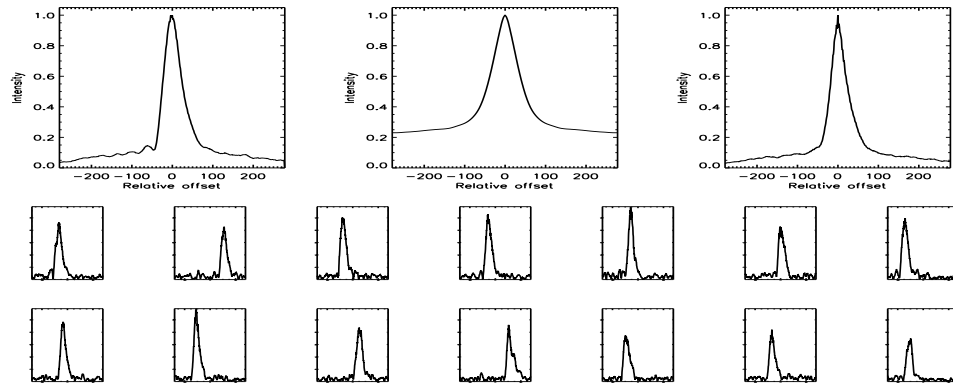 1.0 1.0 1.0
0.8 0.8 0.8
0.6 0.6 0.6
Intensity Intensity Intensity
0.4 0.4 0.4
0.2 0.2 0.2
0.0 0.0 0.0
−200 −100 0 100 200 −200 −100 0 100 200 −200 −100 0 100 200
Relative offset Relative offset Relative offset